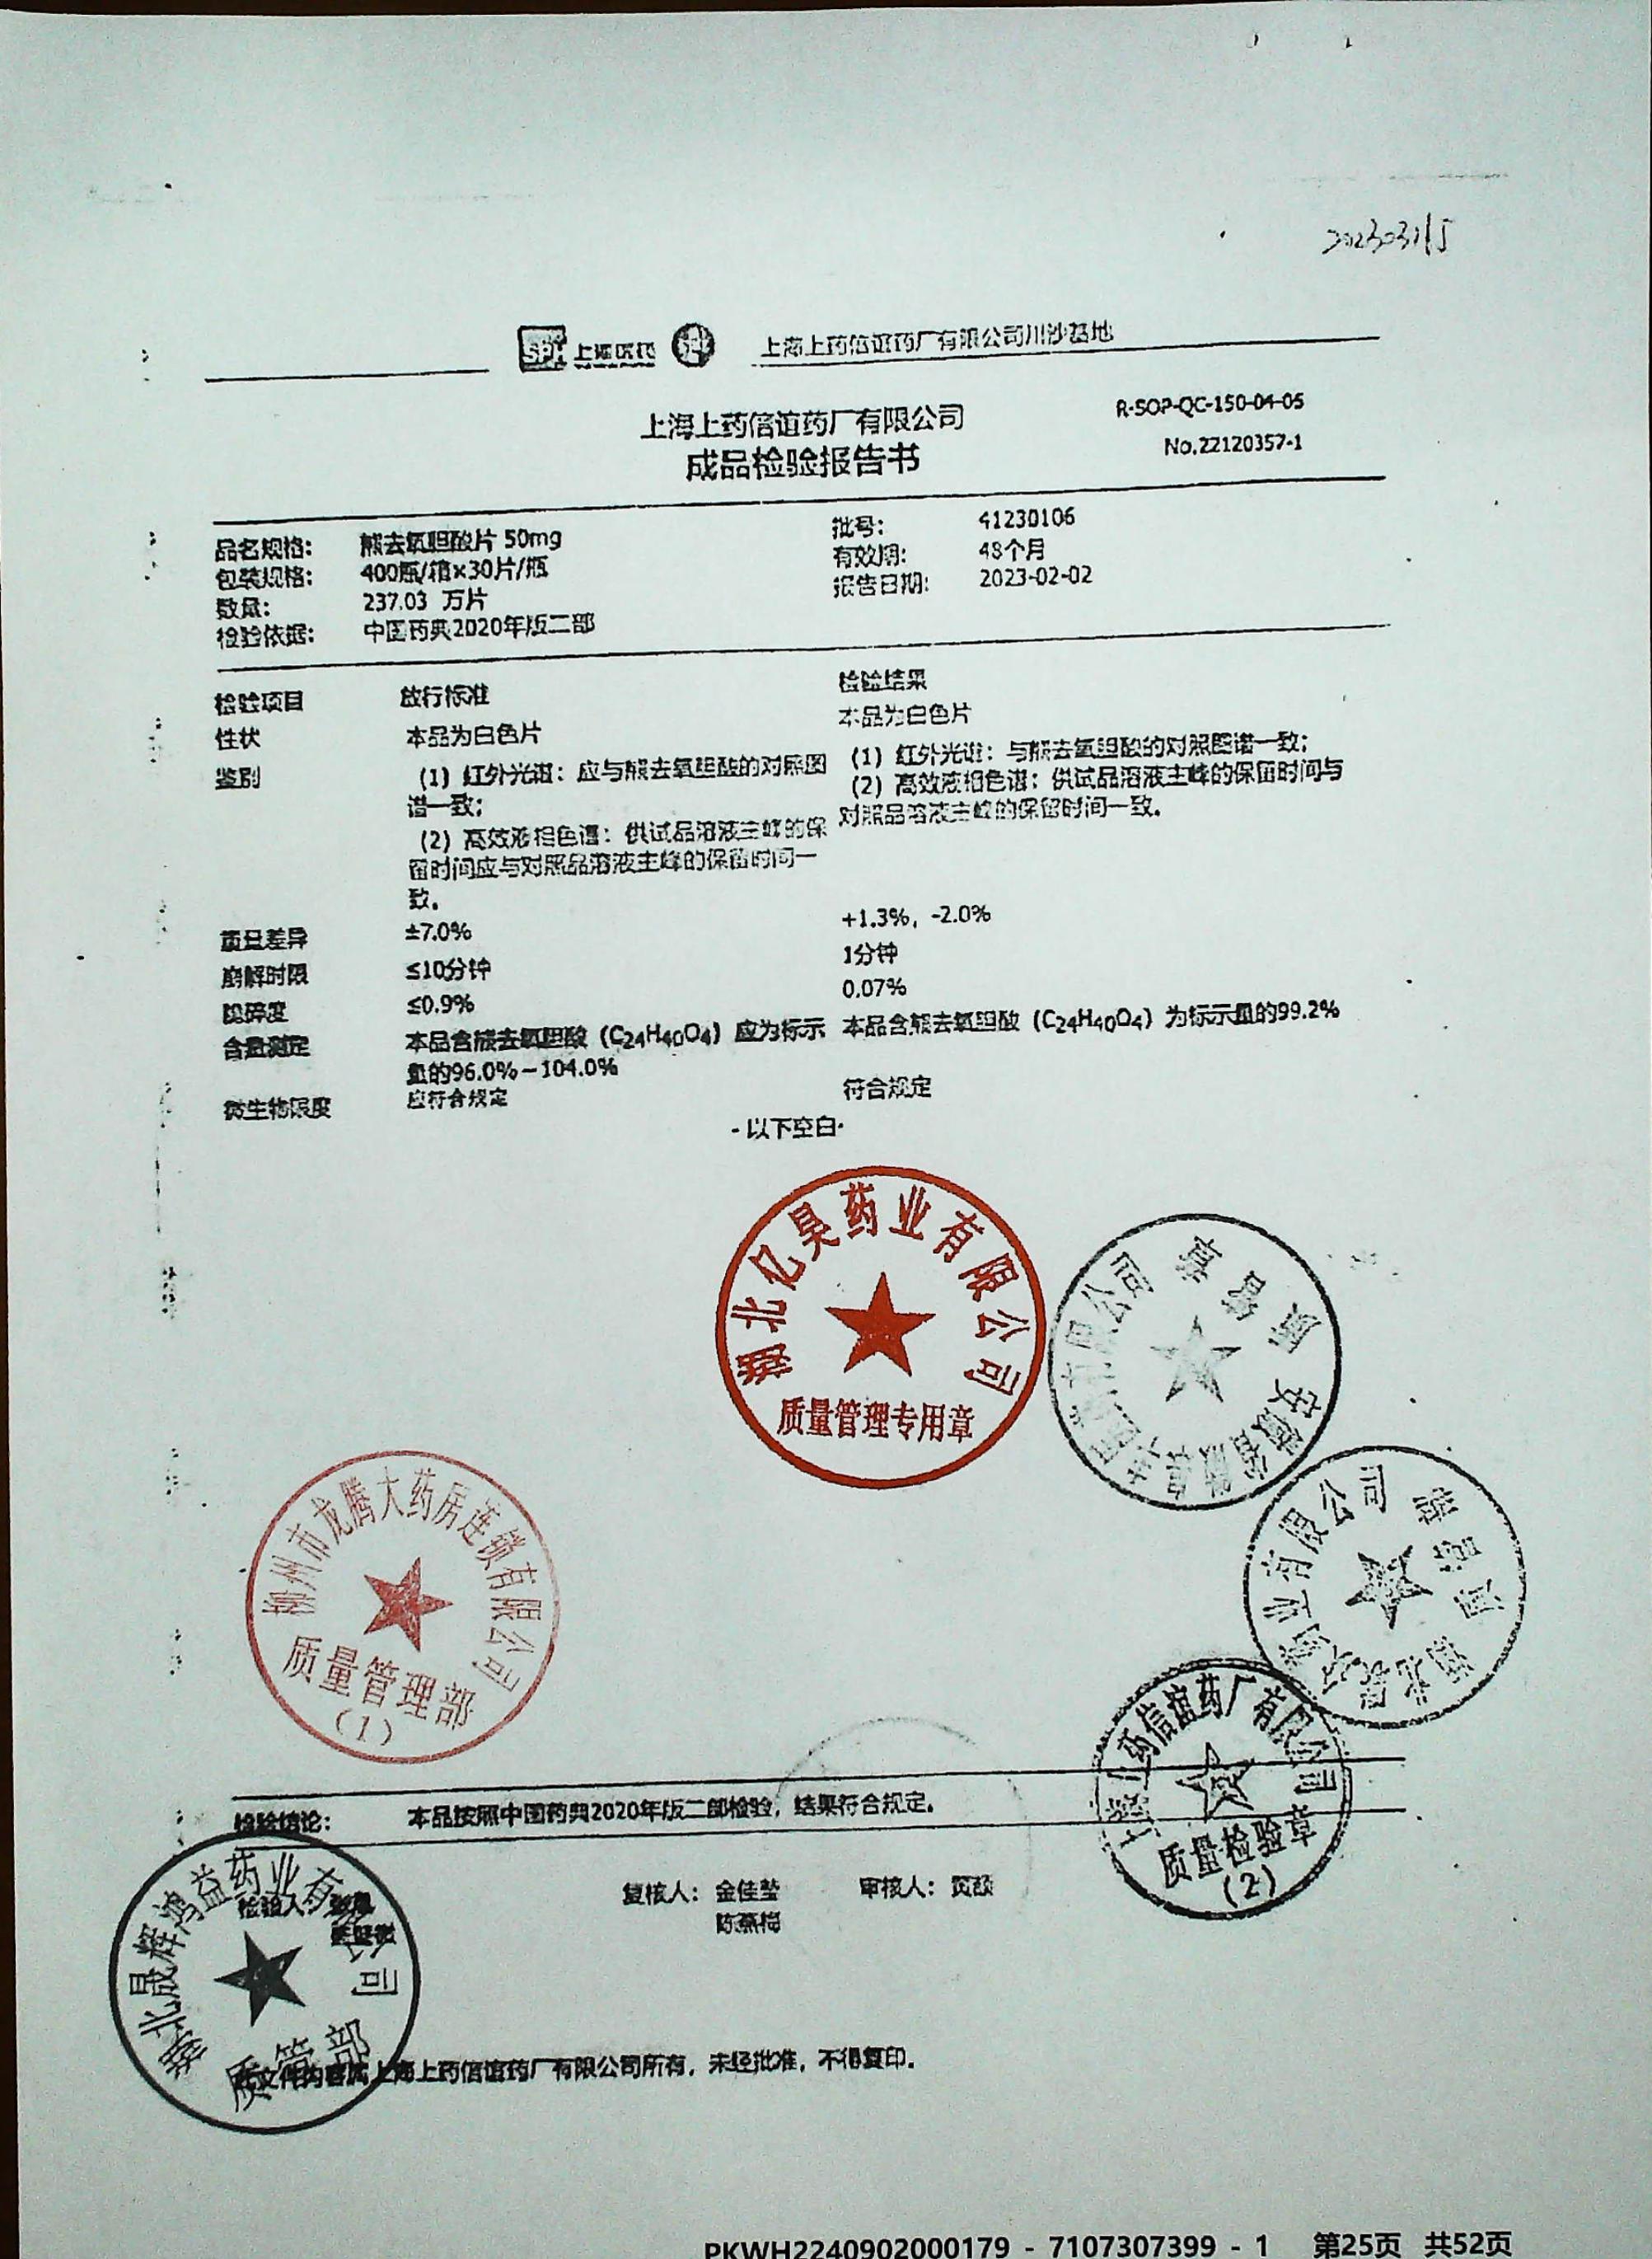 SPH 上海医药 上海上药信谊药厂有限公司川沙基地
上海上药信谊药厂有限公司
R-SOP-QC-150-04-05
成品检验报告书
No.22120357-1
品名规格: 熊去氧胆酸片 50mg
批号: 41230106
包装规格: 400瓶/箱×30片/瓶
有效期: 48个月
数量: 237.03 万片
报告日期: 2023-02-02
检验依据: 中国药典2020年版二部
检验项目 放行标准 检验结果
性状 本品为白色片 本品为白色片
鉴别 (1) 红外光谱：应与熊去氧胆酸的对照图
谱一致；
(2) 高效液相色谱：供试品溶液主峰的保
留时间应与对照品溶液主峰的保留时间一
致。
(1) 红外光谱：与熊去氧胆酸的对照图谱一致；
(2) 高效液相色谱：供试品溶液主峰的保留时间与
对照品溶液主峰的保留时间一致。
质量差异 ±7.0% +1.3%，-2.0%
崩解时限 ≤10分钟 1分钟
脆碎度 ≤0.9% 0.07%
含量测定 本品含熊去氧胆酸（C24H40O4）应为标示
量的96.0%－104.0%
本品含熊去氧胆酸（C24H40O4）为标示量的99.2%
微生物限度 应符合规定 符合规定
-以下空白-
湖北亿昊药业有限公司
质量管理专用章
安徽省
有限公司
市龙腾大药房连锁有限公司
质量管理部
(1)
业有限公司
湖北
上海上药信谊药厂有限公司
质量检验章
(2)
检验结论: 本品按照中国药典2020年版二部检验，结果符合规定。
检验人:
复核人: 金佳莹
陈燕梅
审核人:
湖北晟辉鸿益药业有限公司
质管部
本文件内容属上海上药信谊药厂有限公司所有，未经批准，不得复印。
PKWH2240902000179 - 7107307399 - 1 第25页 共52页